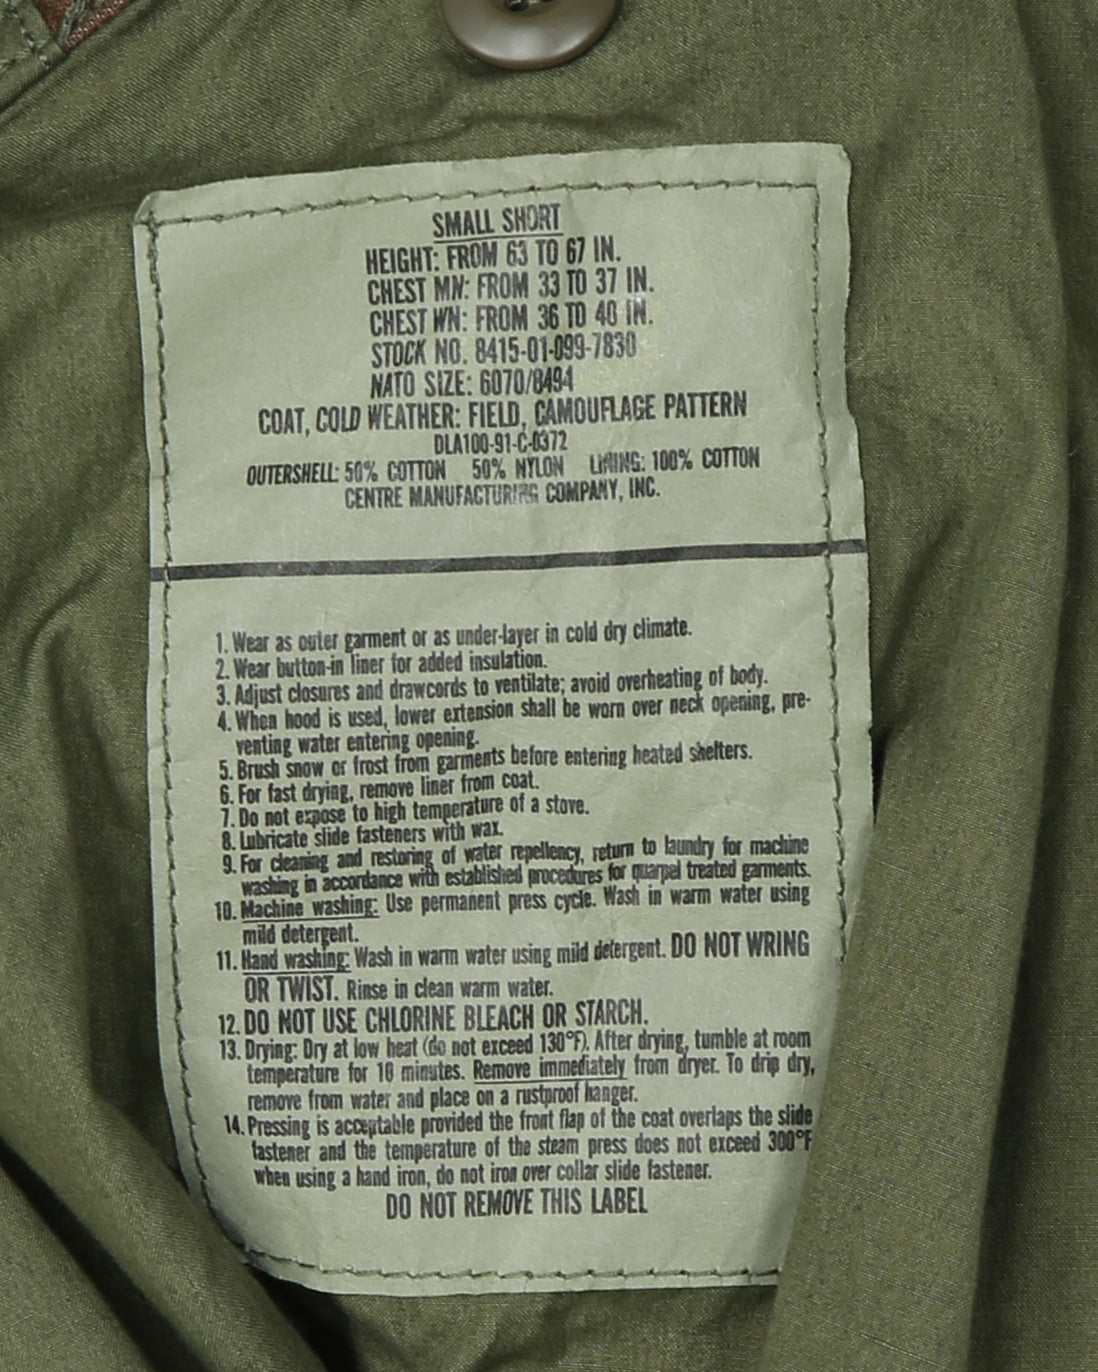 SMALL SHORT
HEIGHT: FROM 63 TO 67 IN.
CHEST MN: FROM 33 TO 37 IN.
CHEST WN: FROM 36 TO 40 IN.
STOCK NO. 8415-01-099-7830
NATO SIZE: 6070/8494
COAT, COLD WEATHER: FIELD, CAMOUFLAGE PATTERN
DLA100-91-C-0372
OUTERSHELL: 50% COTTON 50% NYLON LINING: 100% COTTON
CENTRE MANUFACTURING COMPANY, INC.
1. Wear as outer garment or as under-layer in cold dry climate.
2. Wear button-in liner for added insulation.
3. Adjust closures and drawcords to ventilate; avoid overheating of body.
4. When hood is used, lower extension shall be worn over neck opening, pre-
venting water entering opening.
5. Brush snow or frost from garments before entering heated shelters.
6. For fast drying, remove liner from coat.
7. Do not expose to high temperature of a stove.
8. Lubricate slide fasteners with wax.
9. For cleaning and restoring of water repellency, return to laundry for machine
washing in accordance with established procedures for quarpel treated garments.
10. Machine washing: Use permanent press cycle. Wash in warm water using
mild detergent.
11. Hand washing: Wash in warm water using mild detergent. DO NOT WRING
OR TWIST. Rinse in clean warm water.
12. DO NOT USE CHLORINE BLEACH OR STARCH.
13. Drying: Dry at low heat (do not exceed 130°F). After drying, tumble at room
temperature for 10 minutes. Remove immediately from dryer. To drip dry,
remove from water and place on a rustproof hanger.
14. Pressing is acceptable provided the front flap of the coat overlaps the slide
fastener and the temperature of the steam press does not exceed 300°F
when using a hand iron, do not iron over collar slide fastener.
DO NOT REMOVE THIS LABEL